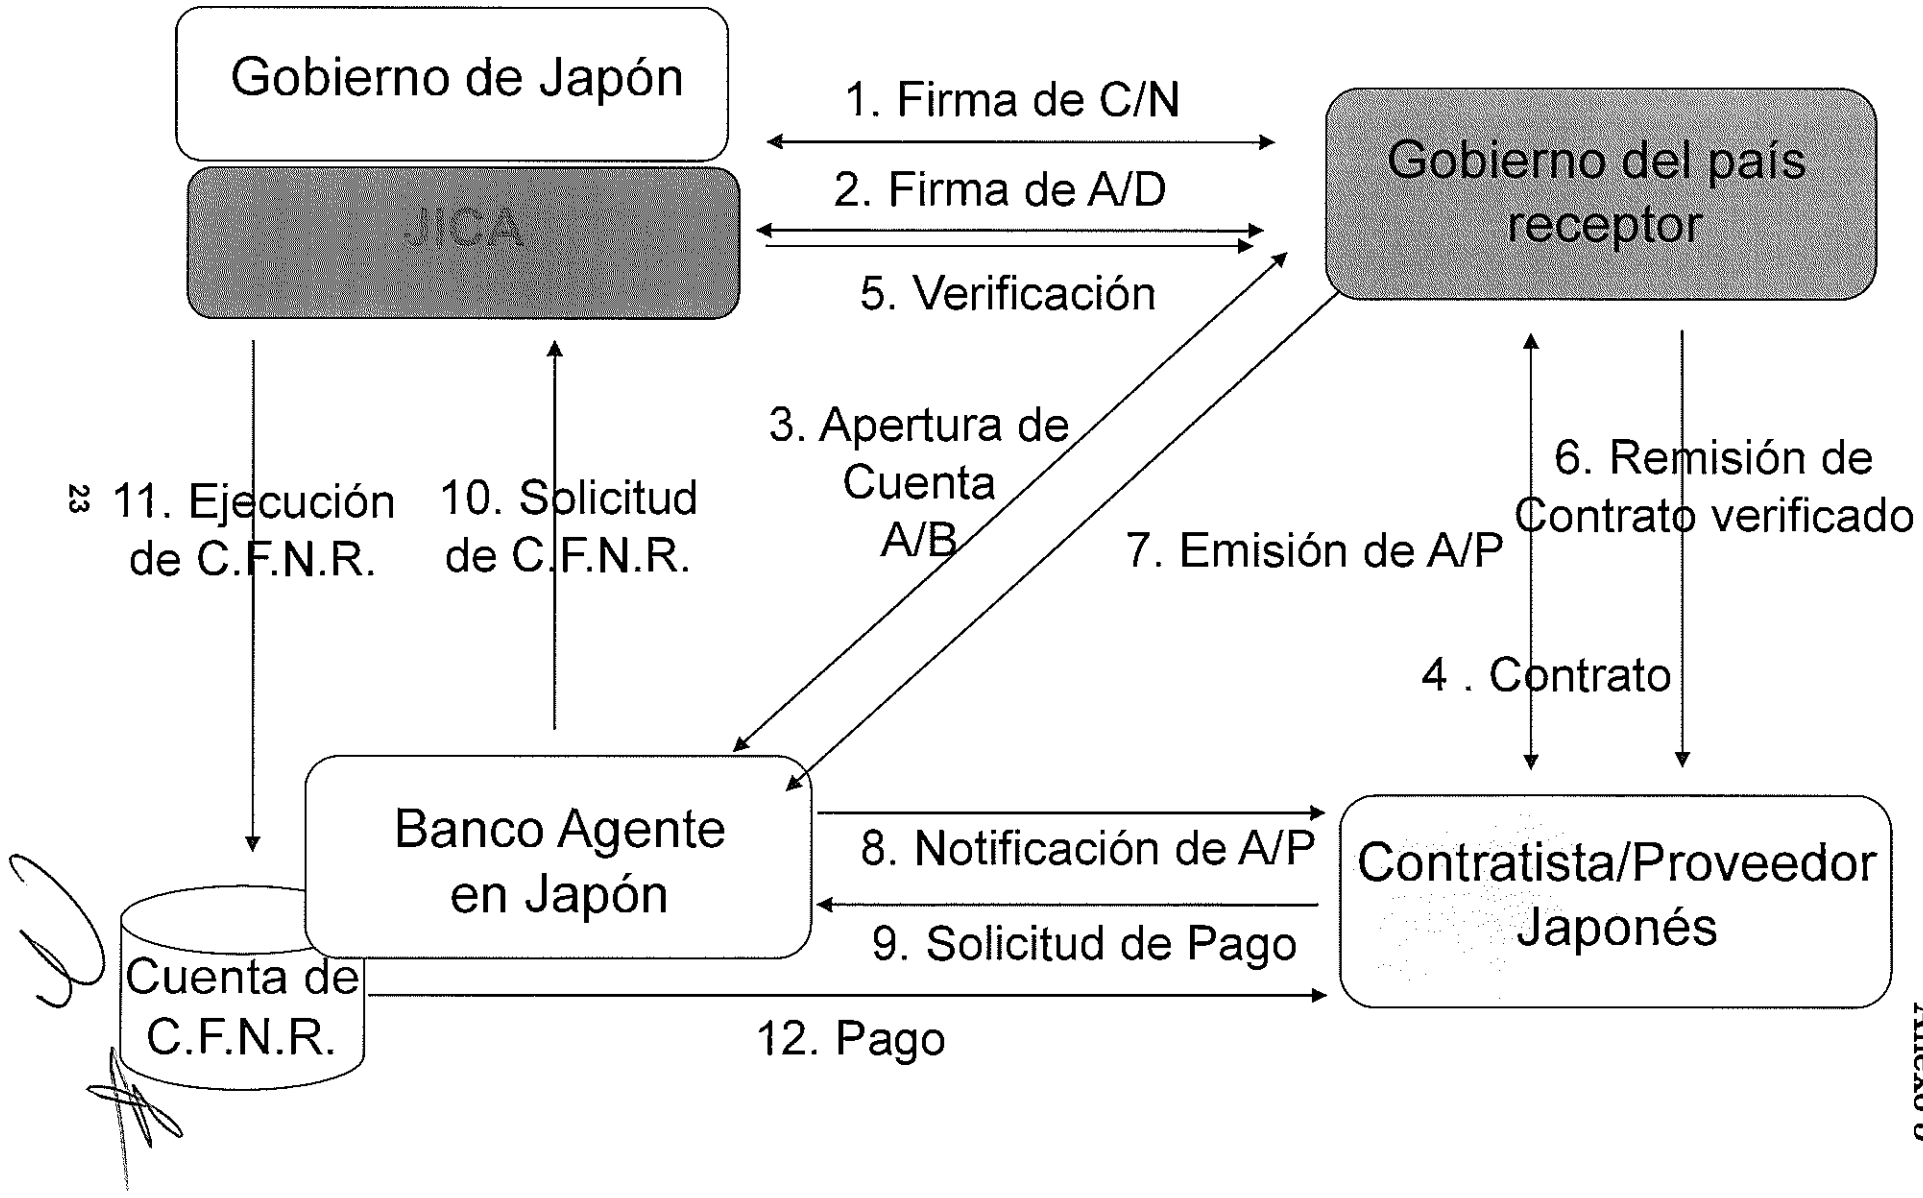 Gobierno de Japón
JICA
1. Firma de C/N
2. Firma de A/D
5. Verificación
Gobierno del país
receptor
3. Apertura de
Cuenta
A/B
7. Emisión de A/P
6. Remisión de
Contrato verificado
4 . Contrato
23
11. Ejecución
de C.F.N.R.
10. Solicitud
de C.F.N.R.
Banco Agente
en Japón
8. Notificación de A/P
9. Solicitud de Pago
Contratista/Proveedor
Japonés
Cuenta de
C.F.N.R.
12. Pago